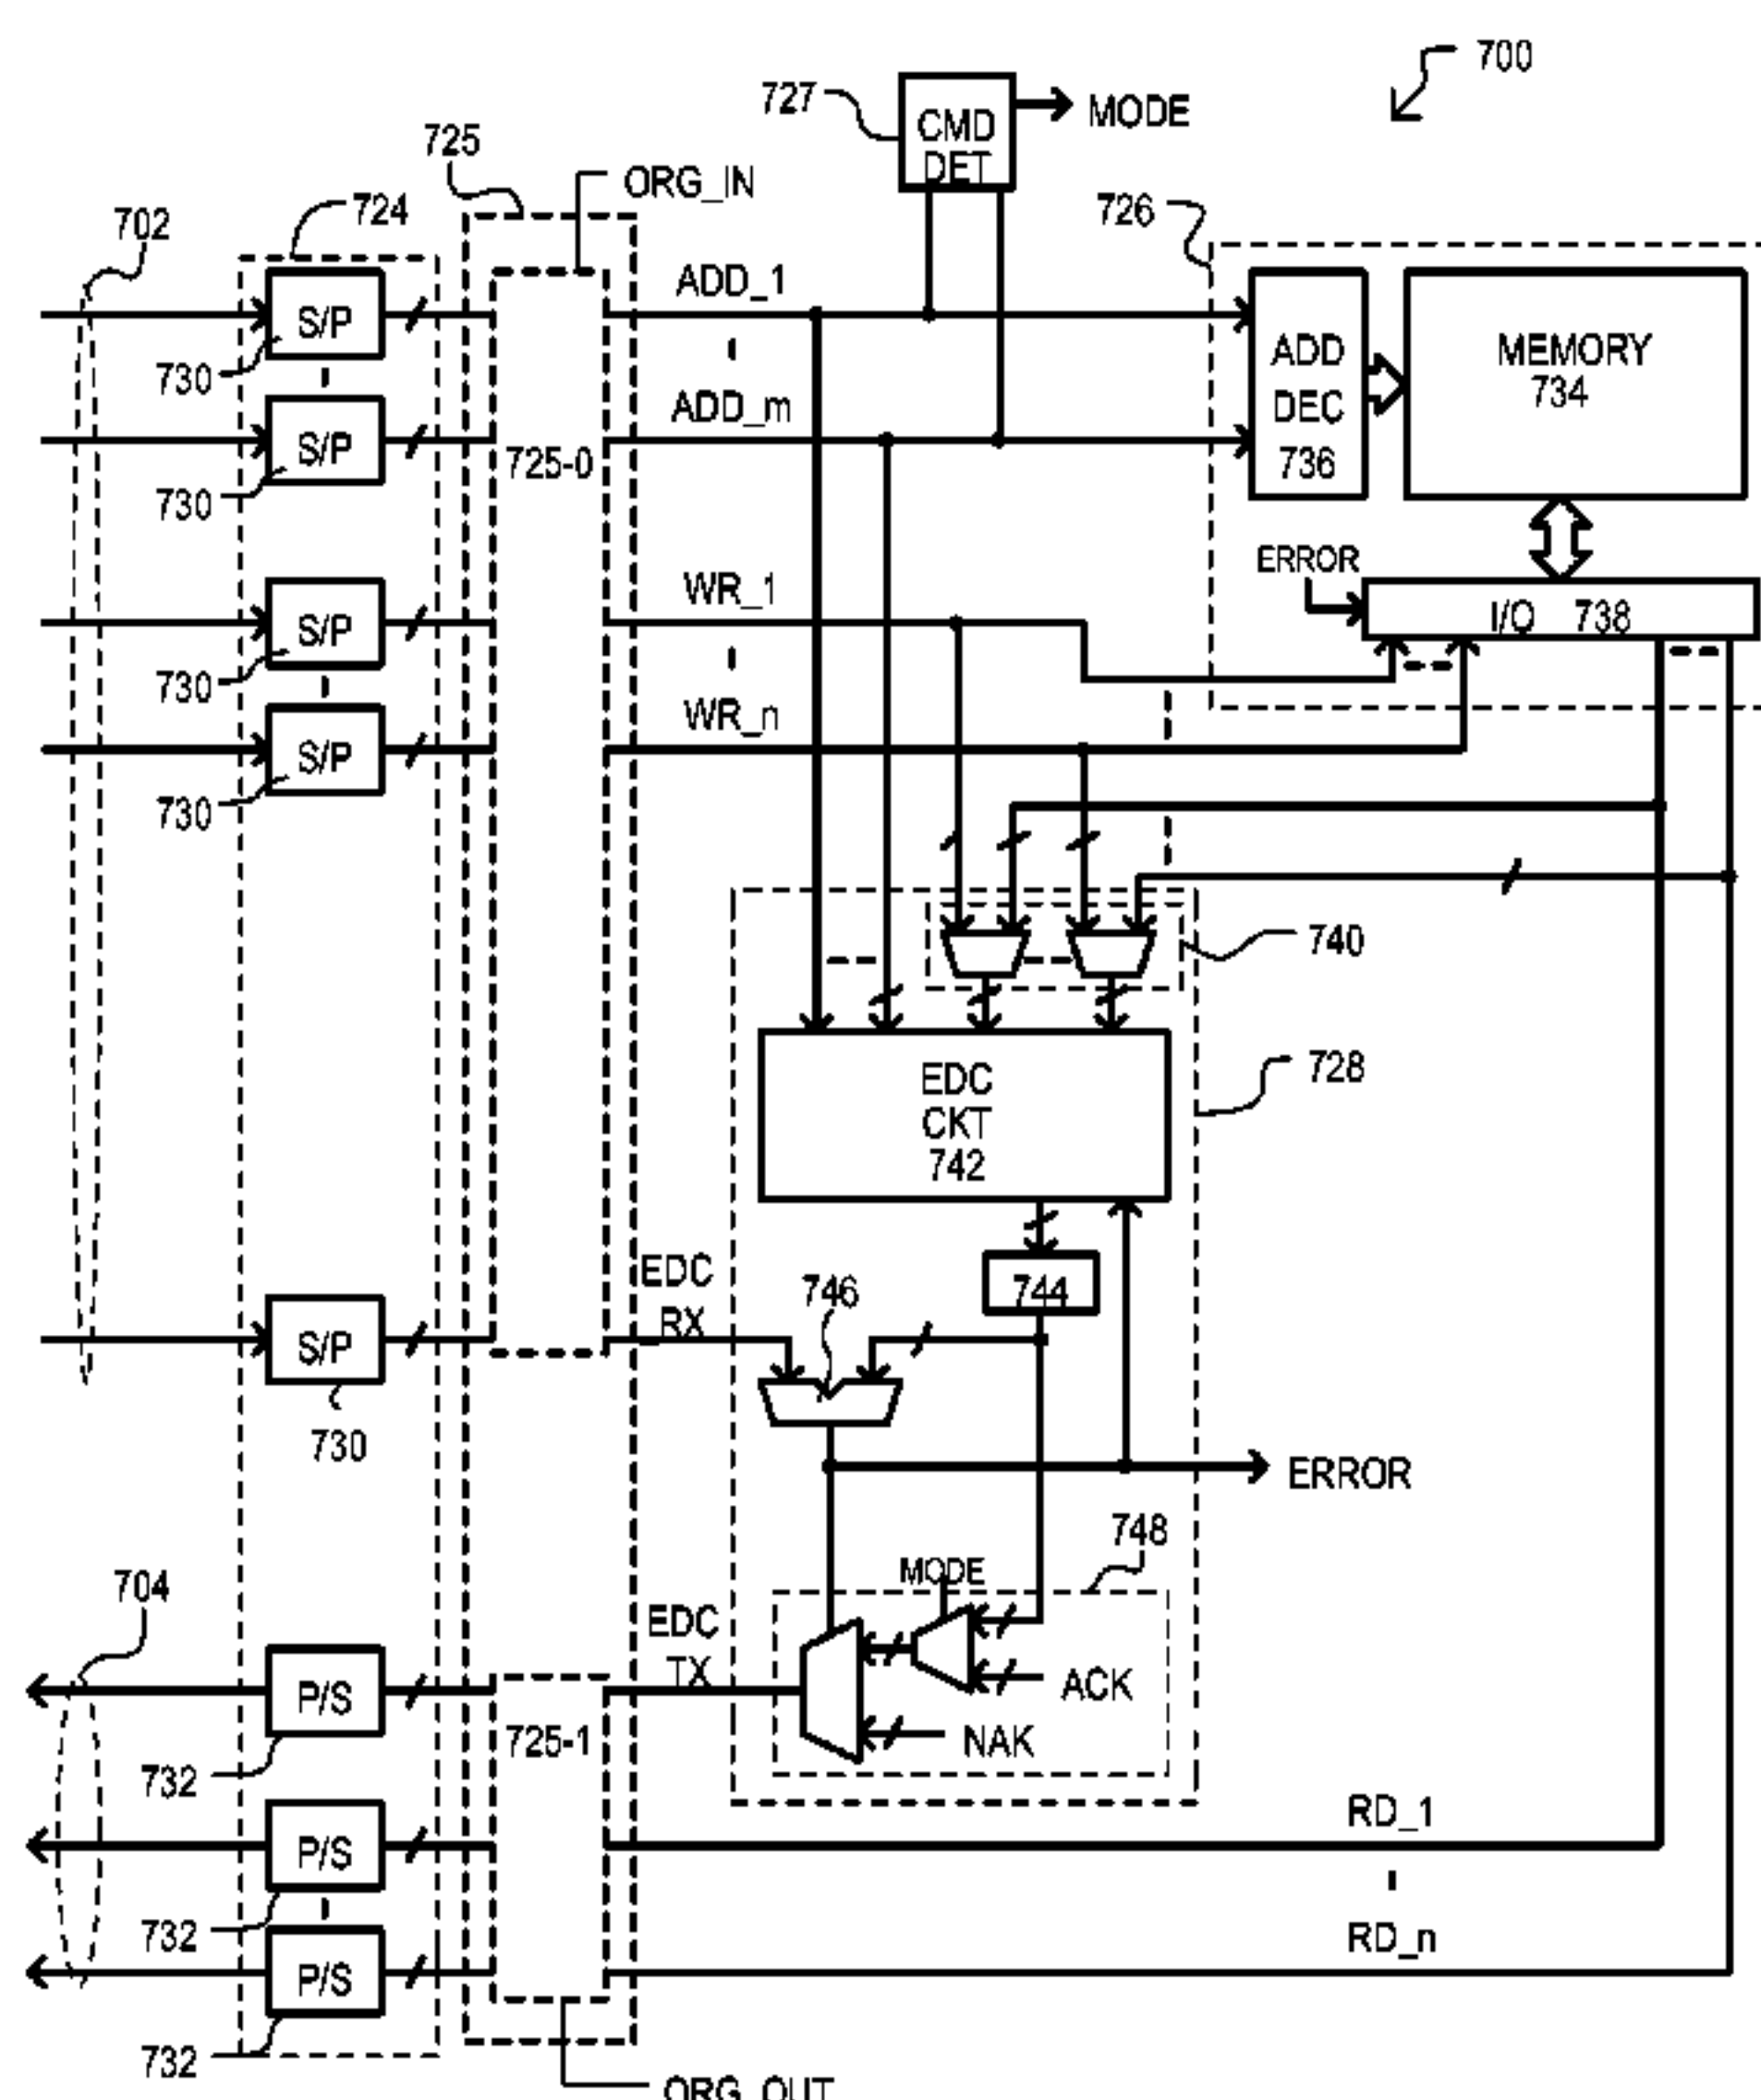 700
727
CMD
DET
MODE
725
ORG_IN
702
724
726
ADD_1
S/P
730
ADD
DEC
736
MEMORY
734
ADD_m
S/P
730
725-0
ERROR
WR_1
S/P
730
I/O 738
WR_n
S/P
730
740
EDC
CKT
742
728
EDC
_RX
746
744
S/P
730
ERROR
748
MODE
704
EDC
_TX
P/S
732
725-1
ACK
NAK
RD_1
P/S
732
RD_n
P/S
732
ORG_OUT